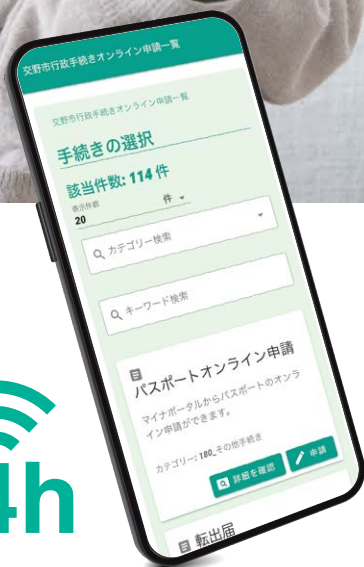 交野市行政手続きオンライン申請一覧
交野市行政手続きオンライン申請一覧
手続きの選択
該当件数: 114 件
表示件数
20 件
カテゴリー検索
キーワード検索
パスポートオンライン申請
マイナポータルからパスポートのオンラ
イン申請ができます。
カテゴリー: 180_その他手続き
詳細を確認 申請
転出届
4h